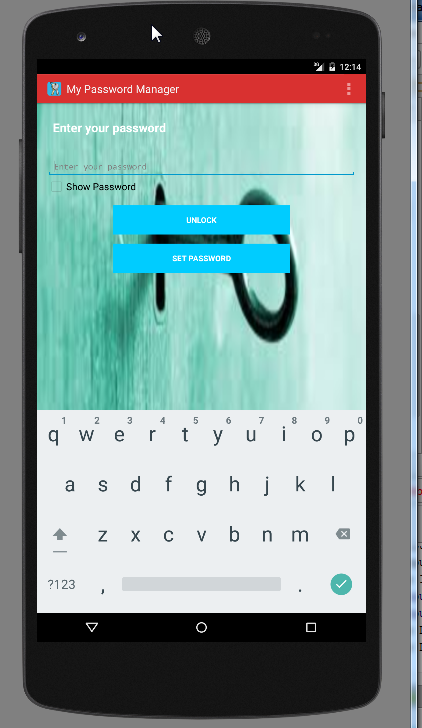 3G 12:14
My Password Manager
Enter your password
Enter your password
Show Password
UNLOCK
SET PASSWORD
1 2 3 4 5 6 7 8 9 0
q w e r t y u i o p
a s d f g h j k l
z x c v b n m
?123 , .